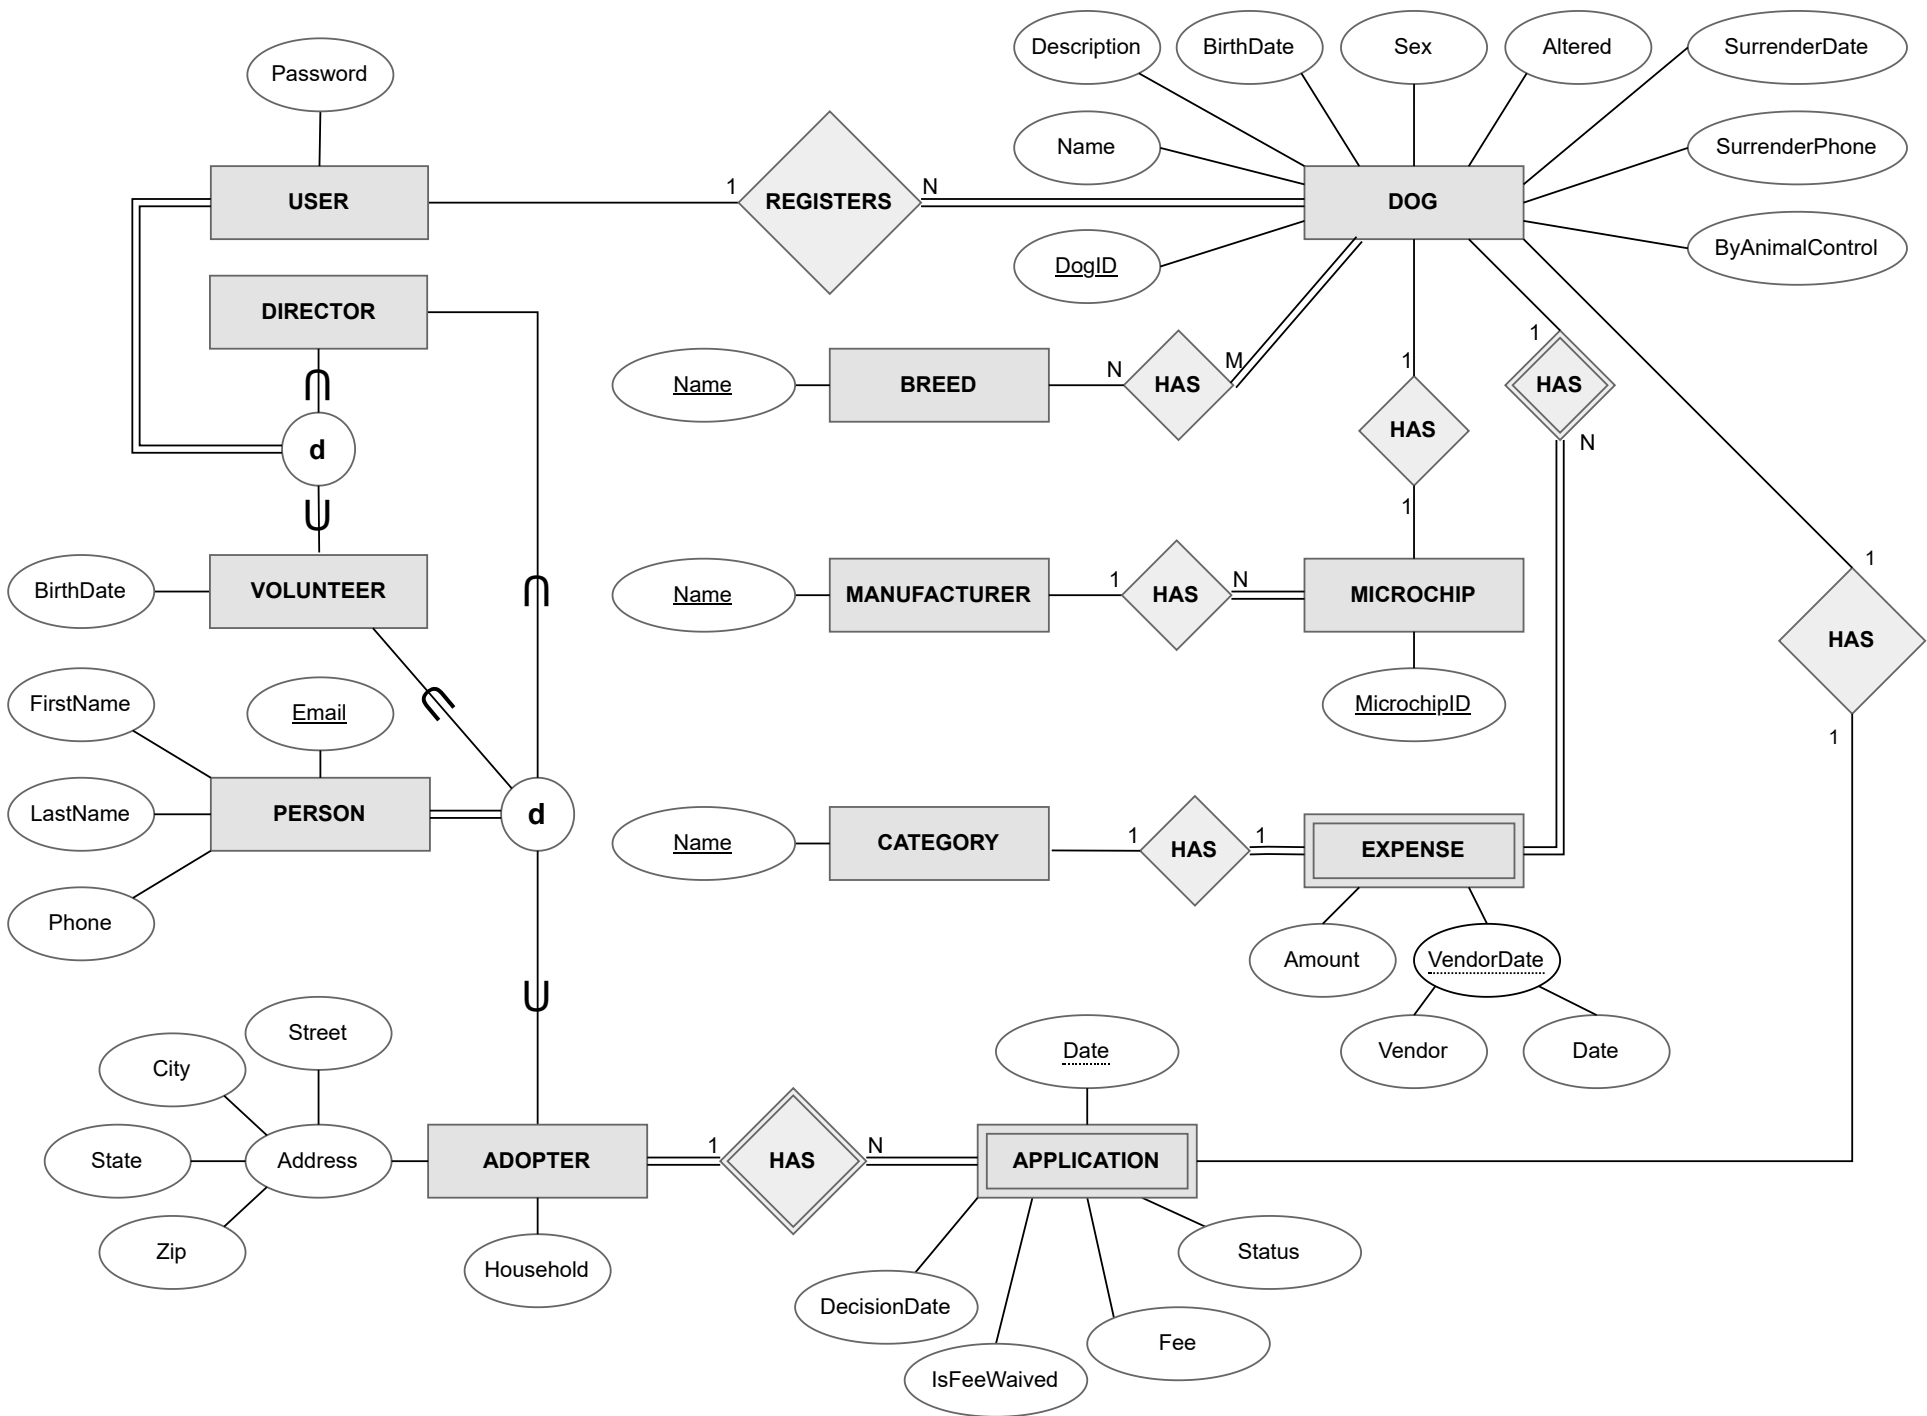 Description
BirthDate
Sex
Altered
SurrenderDate
Password
Name
SurrenderPhone
USER
1
REGISTERS
N
DOG
DogID
ByAnimalControl
DIRECTOR
Name
BREED
N
HAS
M
1
HAS
1
HAS
N
d
∩
∪
1
BirthDate
VOLUNTEER
∩
Name
MANUFACTURER
1
HAS
N
MICROCHIP
1
HAS
1
MicrochipID
FirstName
Email
∩
LastName
PERSON
d
Phone
Name
CATEGORY
1
HAS
1
EXPENSE
Amount
VendorDate
Vendor
Date
∪
Street
City
State
Address
Zip
ADOPTER
Household
1
HAS
N
Date
APPLICATION
DecisionDate
IsFeeWaived
Fee
Status